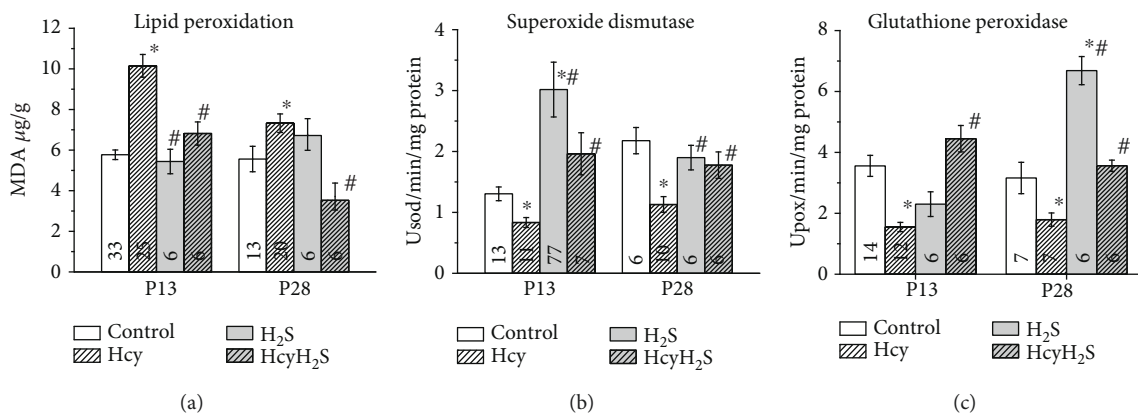 Lipid peroxidation
MDA μg/g
12
10
8
6
4
2
0
*
#
#
*
#
33
25
6
6
13
20
6
6
P13
P28
Control
H₂S
Hcy
HcyH₂S
(a)
Superoxide dismutase
Usod/min/mg protein
4
3
2
1
0
*
*#
#
*
#
#
13
11
77
7
6
10
6
6
P13
P28
Control
H₂S
Hcy
HcyH₂S
(b)
Glutathione peroxidase
Upox/min/mg protein
8
6
4
2
0
*
#
*
*#
#
14
12
6
6
7
7
6
6
P13
P28
Control
H₂S
Hcy
HcyH₂S
(c)